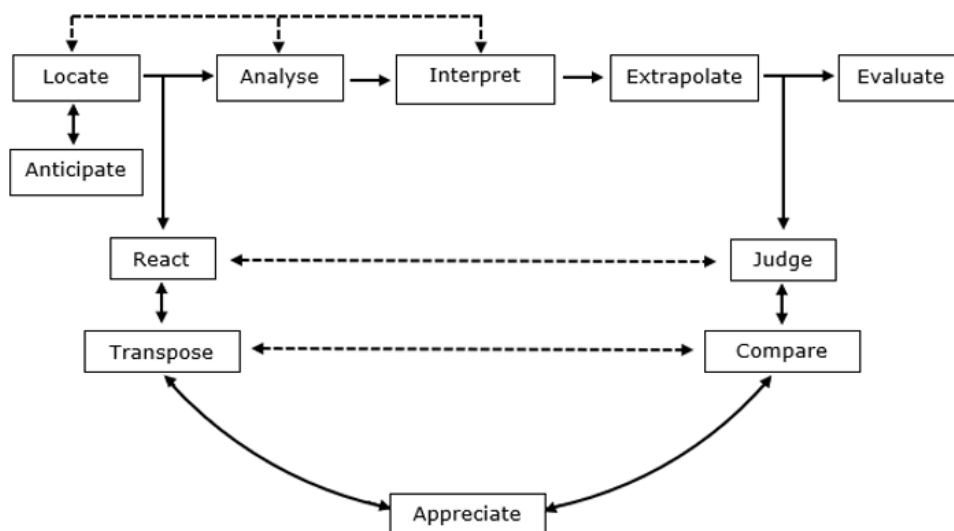 Locate
Analyse
Interpret
Extrapolate
Evaluate
Anticipate
React
Judge
Transpose
Compare
Appreciate